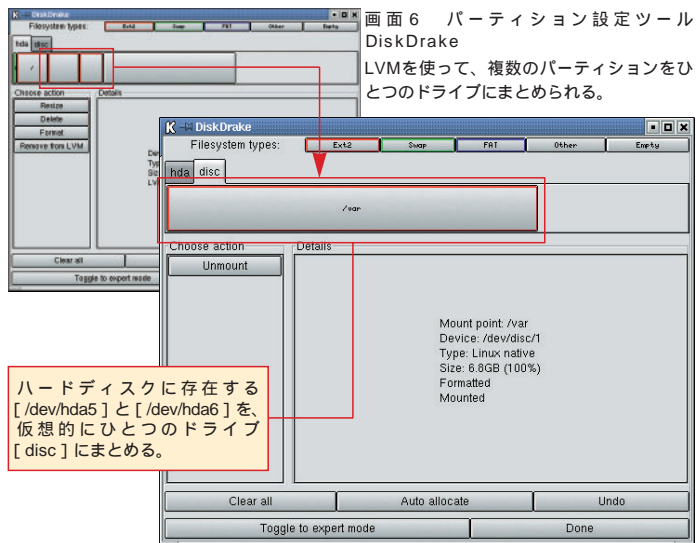 DiskDrake
Filesystem types: Ext2 Swap FAT Other Empty
hda disc
/
Choose action Details
Resize
Delete
Format
Remove from LVM
Clear all
Toggle to expert mode
画面6 パーティション設定ツール
DiskDrake
LVMを使って、複数のパーティションをひ
とつのドライブにまとめられる。
DiskDrake
Filesystem types: Ext2 Swap FAT Other Empty
hda disc
/var
Choose action Details
Unmount
Mount point: /var
Device: /dev/disc/1
Type: Linux native
Size: 6.8GB (100%)
Formatted
Mounted
Clear all Auto allocate Undo
Toggle to expert mode Done
ハードディスクに存在する
[ /dev/hda5 ] と [ /dev/hda6 ] を、
仮想的にひとつのドライブ
[ disc ] にまとめる。